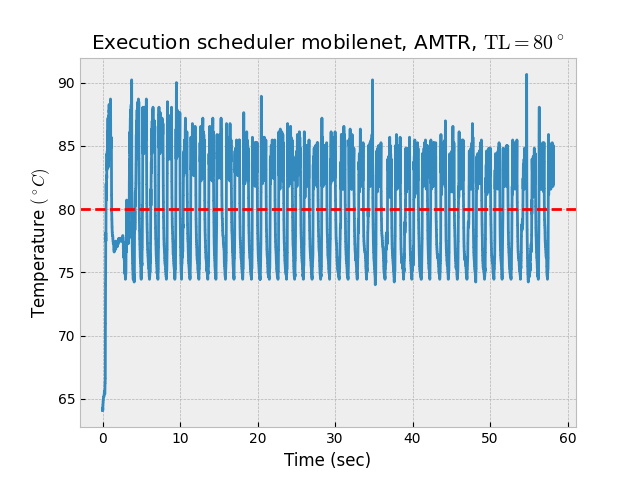 Execution scheduler mobilenet, AMTR, TL = 80°
90
85
80
75
70
65
Temperature (°C)
0 10 20 30 40 50 60
Time (sec)